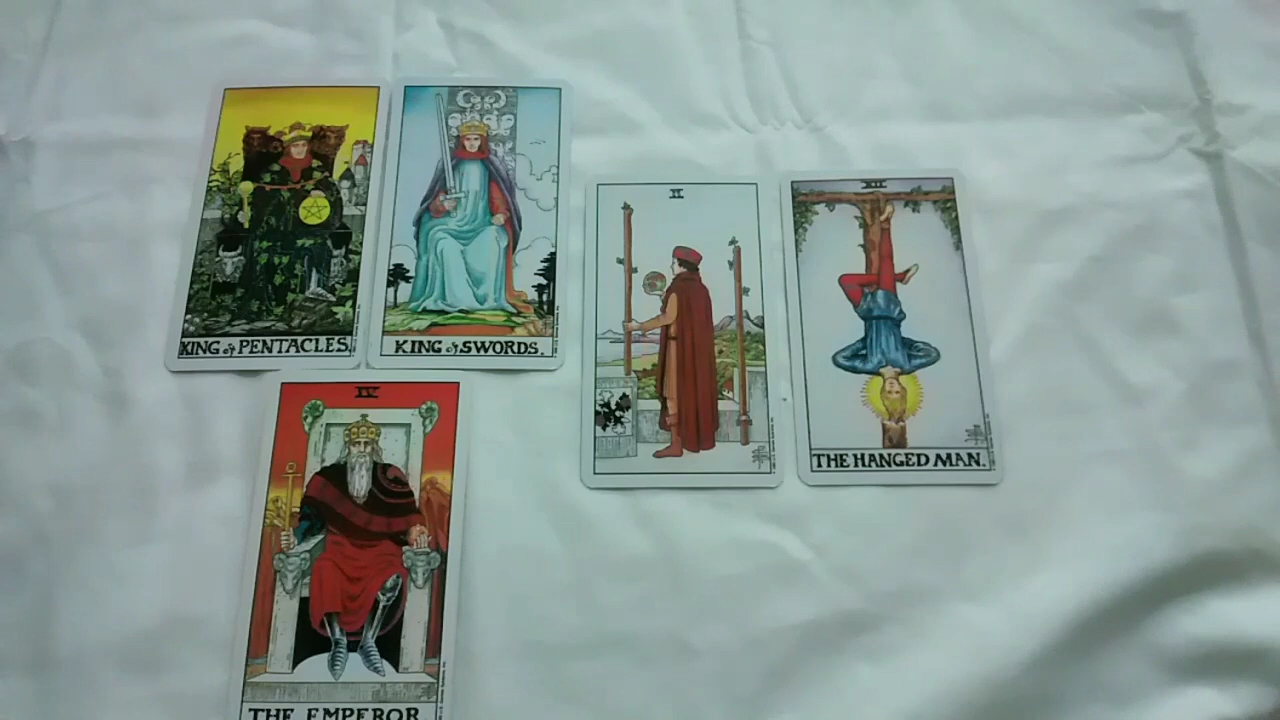 KING of PENTACLES.
KING of SWORDS.
II
XII
THE HANGED MAN.
IV
THE EMPEROR